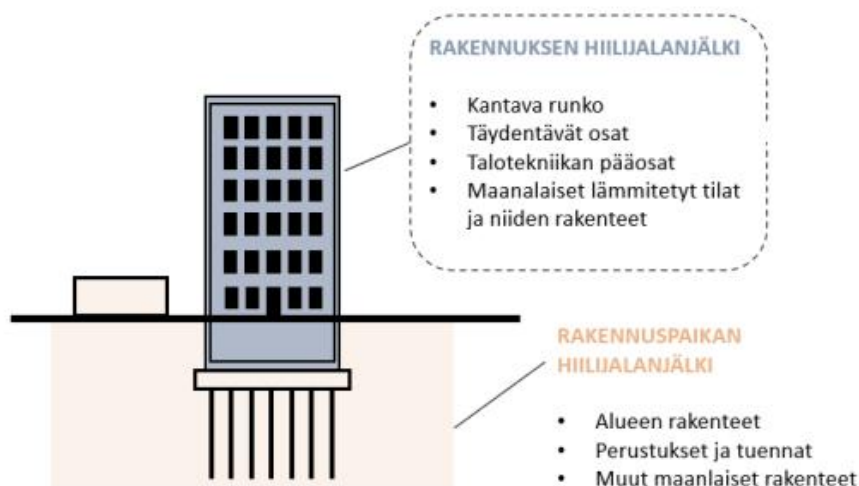 RAKENNUKSEN HIILIJALANJÄLKI
• Kantava runko
• Täydentävät osat
• Talotekniikan pääosat
• Maanalaiset lämmitetyt tilat
ja niiden rakenteet
RAKENNUSPAIKAN
HIILIJALANJÄLKI
• Alueen rakenteet
• Perustukset ja tuennat
• Muut maanlaiset rakenteet